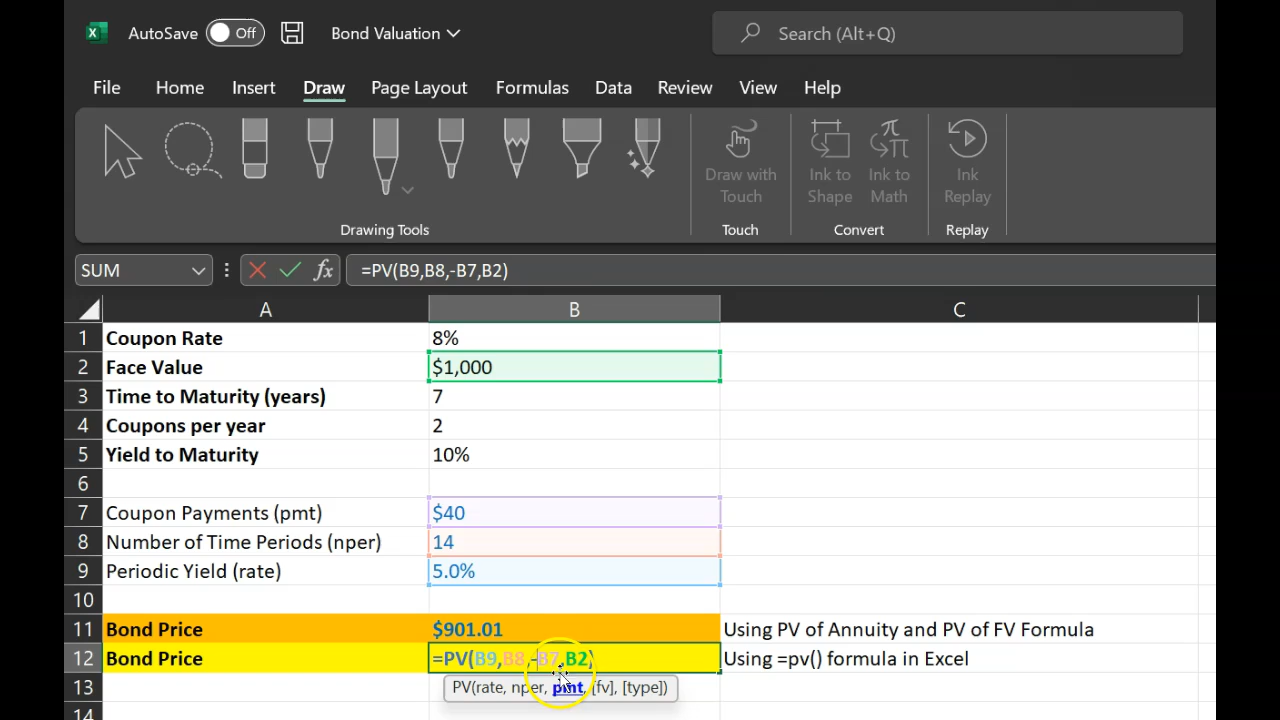 AutoSave Off Bond Valuation Search (Alt+Q)
File Home Insert Draw Page Layout Formulas Data Review View Help
Draw with Touch
Ink to Shape
Ink to Math
Ink Replay
Drawing Tools Touch Convert Replay
SUM fx =PV(B9,B8,-B7,B2)
A B C
1 Coupon Rate 8%
2 Face Value $1,000
3 Time to Maturity (years) 7
4 Coupons per year 2
5 Yield to Maturity 10%
6
7 Coupon Payments (pmt) $40
8 Number of Time Periods (nper) 14
9 Periodic Yield (rate) 5.0%
10
11 Bond Price $901.01 Using PV of Annuity and PV of FV Formula
12 Bond Price =PV(B9,B8,-B7,B2) Using =pv() formula in Excel
13 PV(rate, nper, pmt, [fv], [type])
14